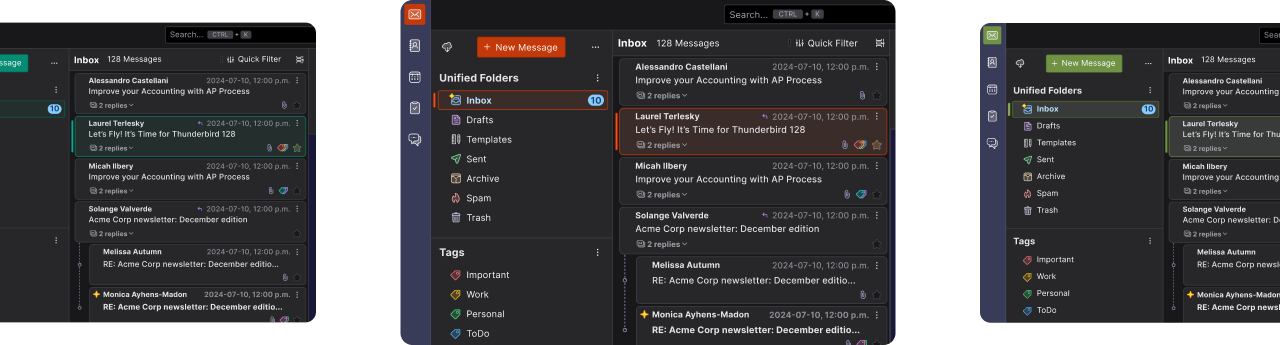 Search... CTRL + K
ssage
Inbox 128 Messages Quick Filter
10
Alessandro Castellani 2024-07-10, 12:00 p.m.
Improve your Accounting with AP Process
2 replies
Laurel Terlesky 2024-07-10, 12:00 p.m.
Let's Fly! It's Time for Thunderbird 128
2 replies
Micah Ilbery 2024-07-10, 12:00 p.m.
Improve your Accounting with AP Process
2 replies
Solange Valverde 2024-07-10, 12:00 p.m.
Acme Corp newsletter: December edition
2 replies
Melissa Autumn 2024-07-10, 12:00 p.m.
RE: Acme Corp newsletter: December editio...
Monica Ayhens-Madon 2024-07-10, 12:00 p.m.
RE: Acme Corp newsletter: December editio...
Search... CTRL + K
+ New Message
Unified Folders
Inbox 10
Drafts
Templates
Sent
Archive
Spam
Trash
Tags
Important
Work
Personal
ToDo
Inbox 128 Messages Quick Filter
Alessandro Castellani 2024-07-10, 12:00 p.m.
Improve your Accounting with AP Process
2 replies
Laurel Terlesky 2024-07-10, 12:00 p.m.
Let's Fly! It's Time for Thunderbird 128
2 replies
Micah Ilbery 2024-07-10, 12:00 p.m.
Improve your Accounting with AP Process
2 replies
Solange Valverde 2024-07-10, 12:00 p.m.
Acme Corp newsletter: December edition
2 replies
Melissa Autumn 2024-07-10, 12:00 p.m.
RE: Acme Corp newsletter: December editio...
Monica Ayhens-Madon 2024-07-10, 12:00 p.m.
RE: Acme Corp newsletter: December editio...
Sear
+ New Message
Unified Folders
Inbox 10
Drafts
Templates
Sent
Archive
Spam
Trash
Tags
Important
Work
Personal
ToDo
Inbox 128 Messages
Alessandro Castellani
Improve your Accounting
2 replies
Laurel Terlesky
Let's Fly! It's Time for Thu
2 replies
Micah Ilbery
Improve your Accounting
2 replies
Solange Valverde
Acme Corp newsletter: D
2 replies
Melissa Autumn
RE: Acme Corp newsl
Monica Ayhens-Mado
RE: Acme Corp news